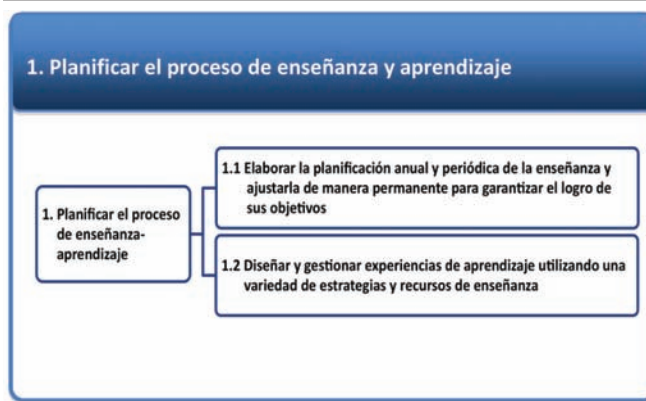 1. Planificar el proceso de enseñanza y aprendizaje
1. Planificar el proceso
de enseñanza-
aprendizaje
1.1 Elaborar la planificación anual y periódica de la enseñanza y
ajustarla de manera permanente para garantizar el logro de
sus objetivos
1.2 Diseñar y gestionar experiencias de aprendizaje utilizando una
variedad de estrategias y recursos de enseñanza